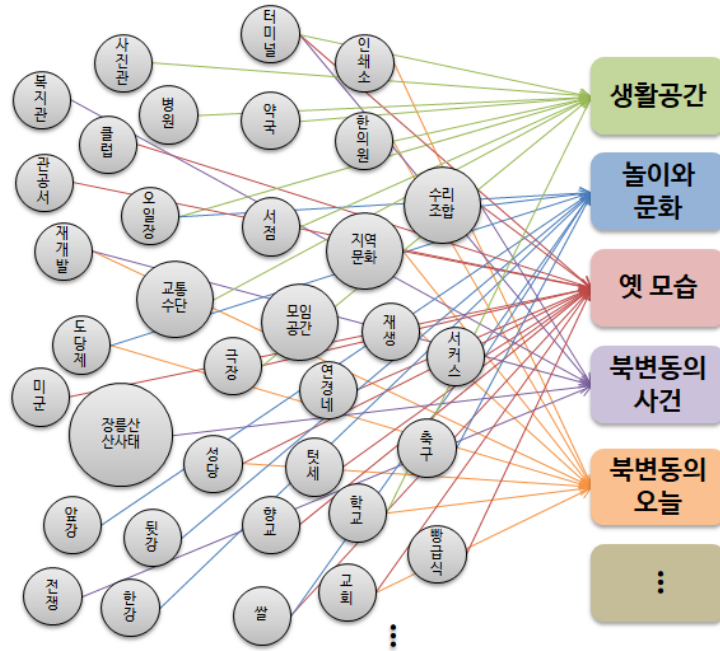 터
미
널
인
쇄
소
사
진
관
복
지
관
병
원
약
국
한
의
원
클
럽
관
공
서
오
일
장
서
점
수리
조합
지역
문화
재
개
발
교통
수단
모임
공간
재
생
서
커
스
도
당
제
극
장
연
경
네
미
군
장릉산
산사태
성
당
텃
세
축
구
앞
강
뒷
강
향
교
학
교
빵
급
식
전
쟁
한
강
쌀
교
회
⋮
생활공간
놀이와
문화
옛 모습
북변동의
사건
북변동의
오늘
⋮